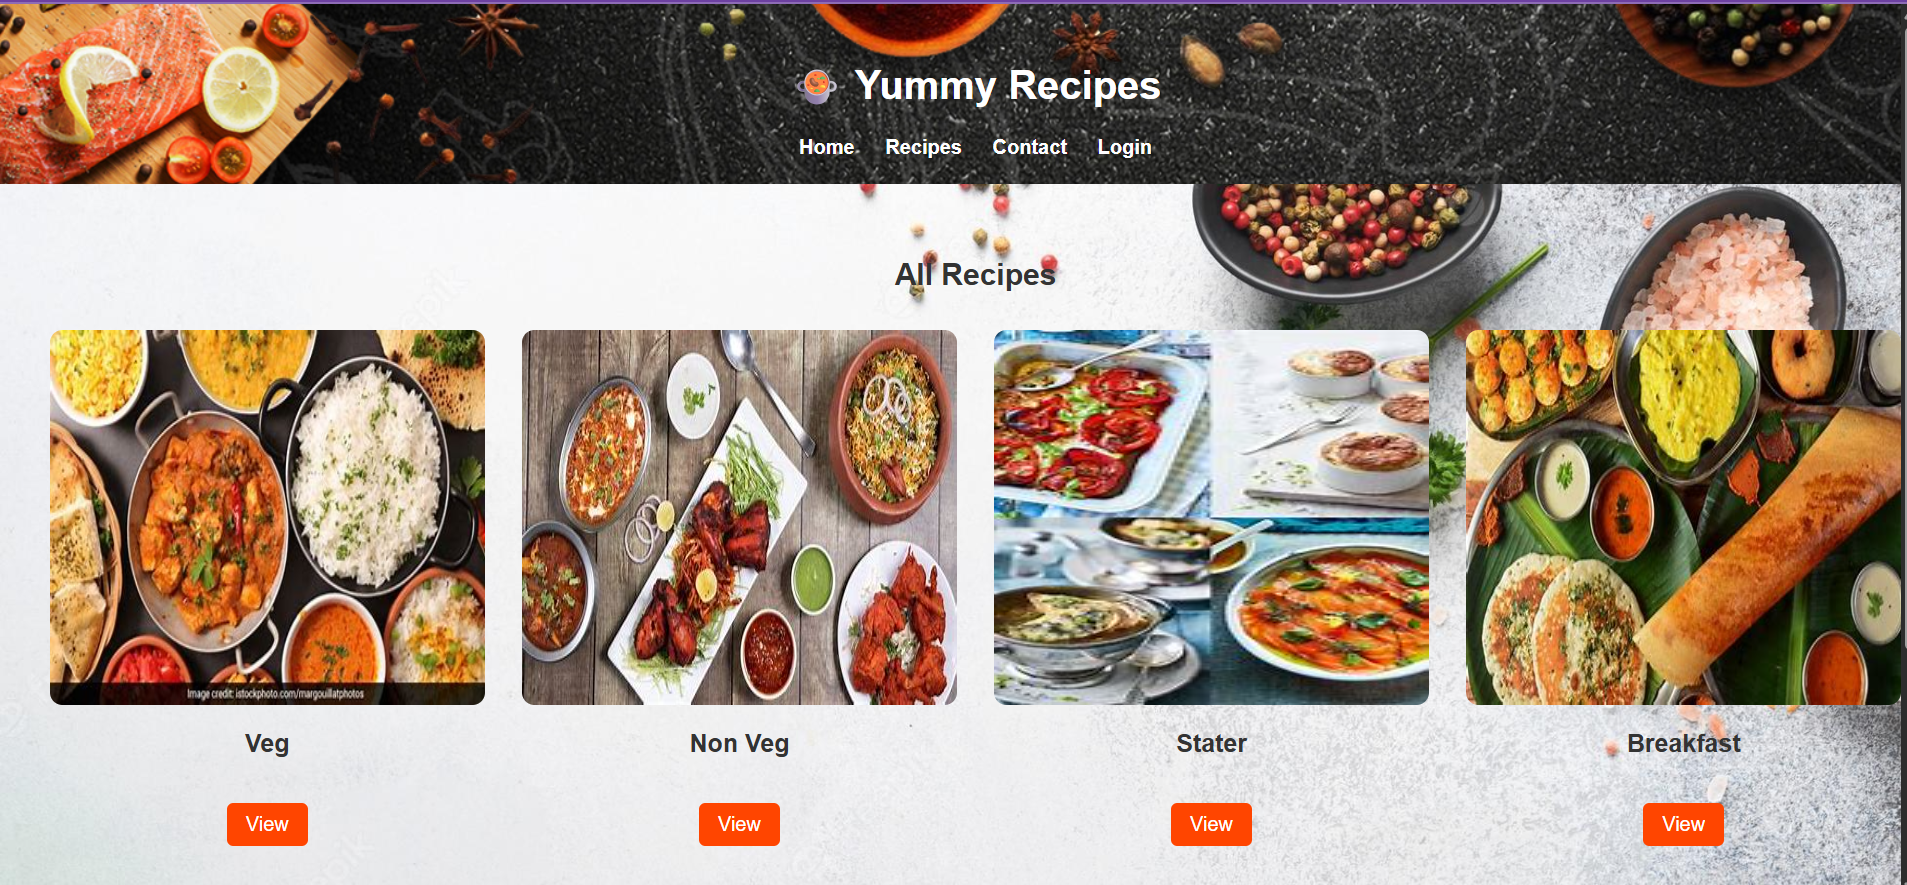 Yummy Recipes
Home Recipes Contact Login
All Recipes
Image credit: istockphoto.com/margouillatphotos
Veg Non Veg Stater Breakfast
View View View View